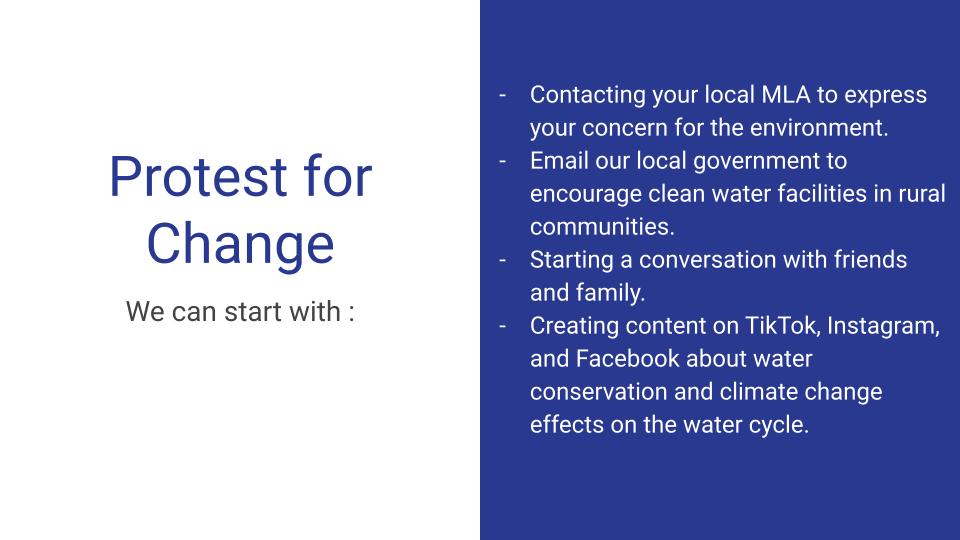 Protest for
Change
We can start with :
- Contacting your local MLA to express
your concern for the environment.
- Email our local government to
encourage clean water facilities in rural
communities.
- Starting a conversation with friends
and family.
- Creating content on TikTok, Instagram,
and Facebook about water
conservation and climate change
effects on the water cycle.